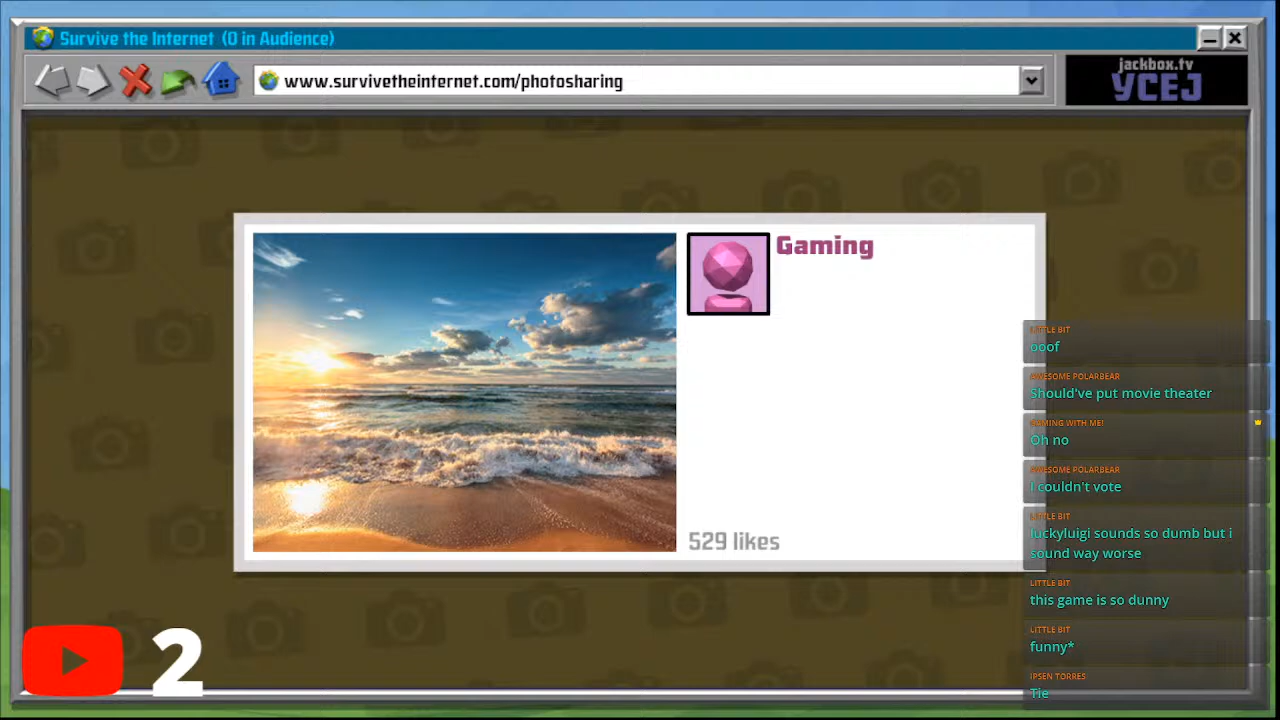 Survive the Internet (0 in Audience)
www.survivetheinternet.com/photosharing
jackbox.tv
YCEJ
Gaming
529 likes
LITTLE BIT
ooof
AWESOME POLARBEAR
Should've put movie theater
GAMING WITH ME!
Oh no
AWESOME POLARBEAR
I couldn't vote
LITTLE BIT
luckyluigi sounds so dumb but i
sound way worse
LITTLE BIT
this game is so dunny
LITTLE BIT
funny*
IPSEN TORRES
Tie
2